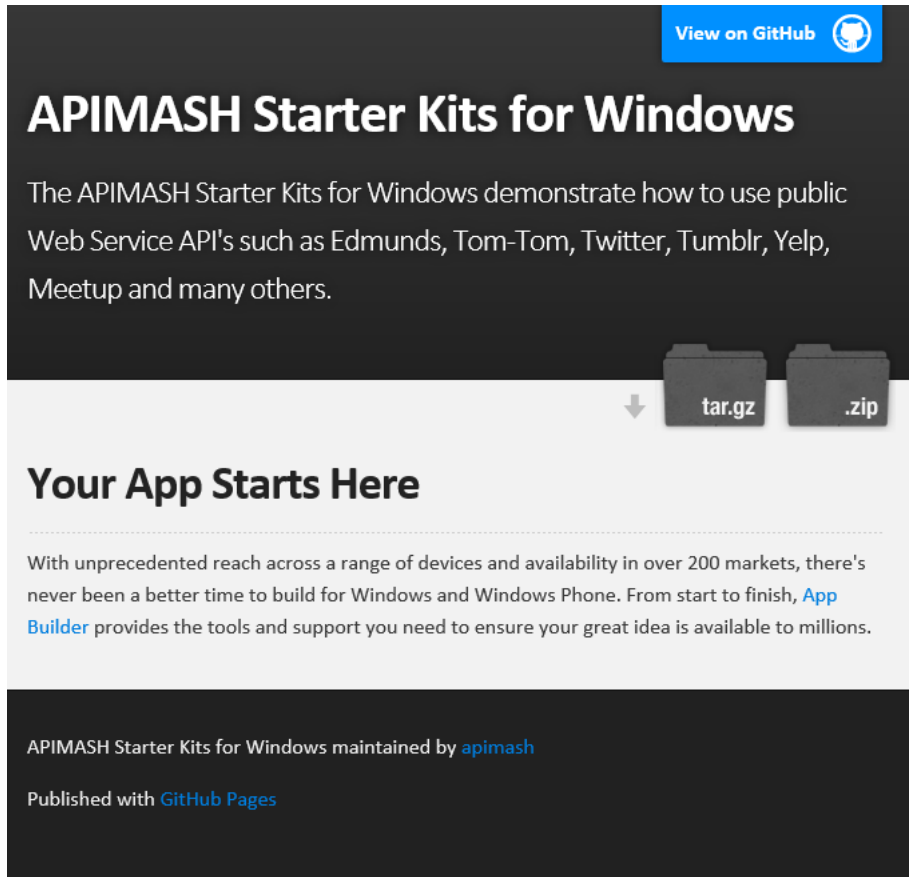 View on GitHub
APIMASH Starter Kits for Windows
The APIMASH Starter Kits for Windows demonstrate how to use public
Web Service API's such as Edmunds, Tom-Tom, Twitter, Tumblr, Yelp,
Meetup and many others.
tar.gz .zip
Your App Starts Here
With unprecedented reach across a range of devices and availability in over 200 markets, there's
never been a better time to build for Windows and Windows Phone. From start to finish, App
Builder provides the tools and support you need to ensure your great idea is available to millions.
APIMASH Starter Kits for Windows maintained by apimash
Published with GitHub Pages